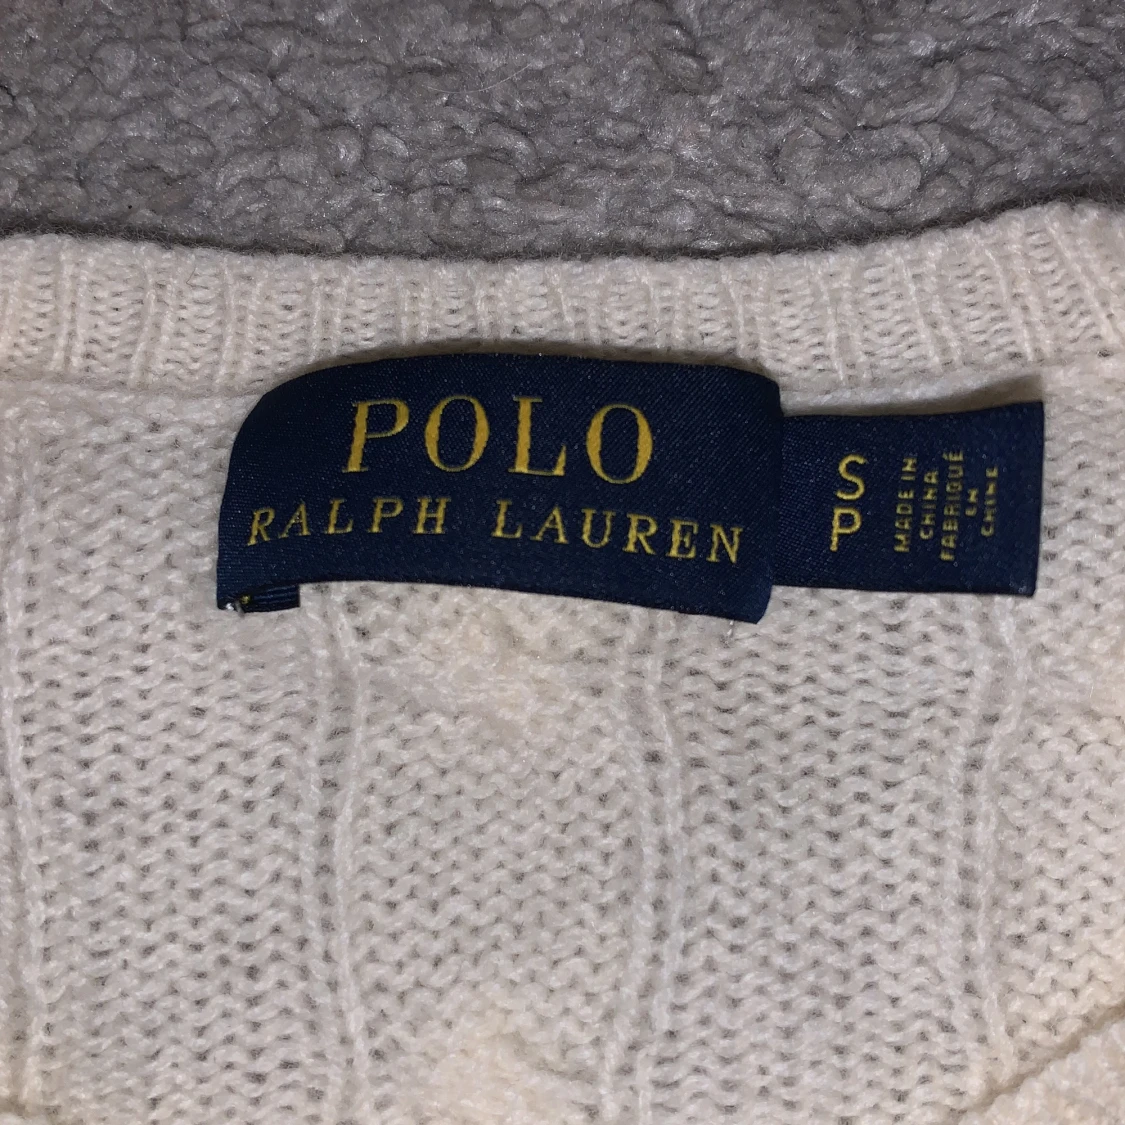 POLO
RALPH LAUREN
S
P
MADE IN
CHINA
FABRIQUÉ
EN
CHINE